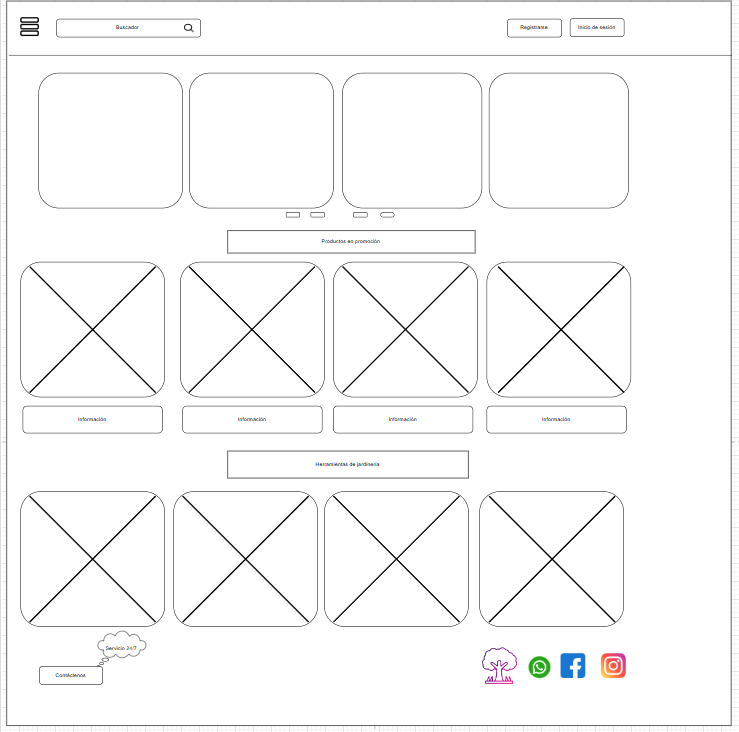 Buscador
Registrarse
Inicio de sesión
Productos en promoción
Información
Información
Información
Información
Herramientas de jardinería
Servicio 24/7
Contáctenos